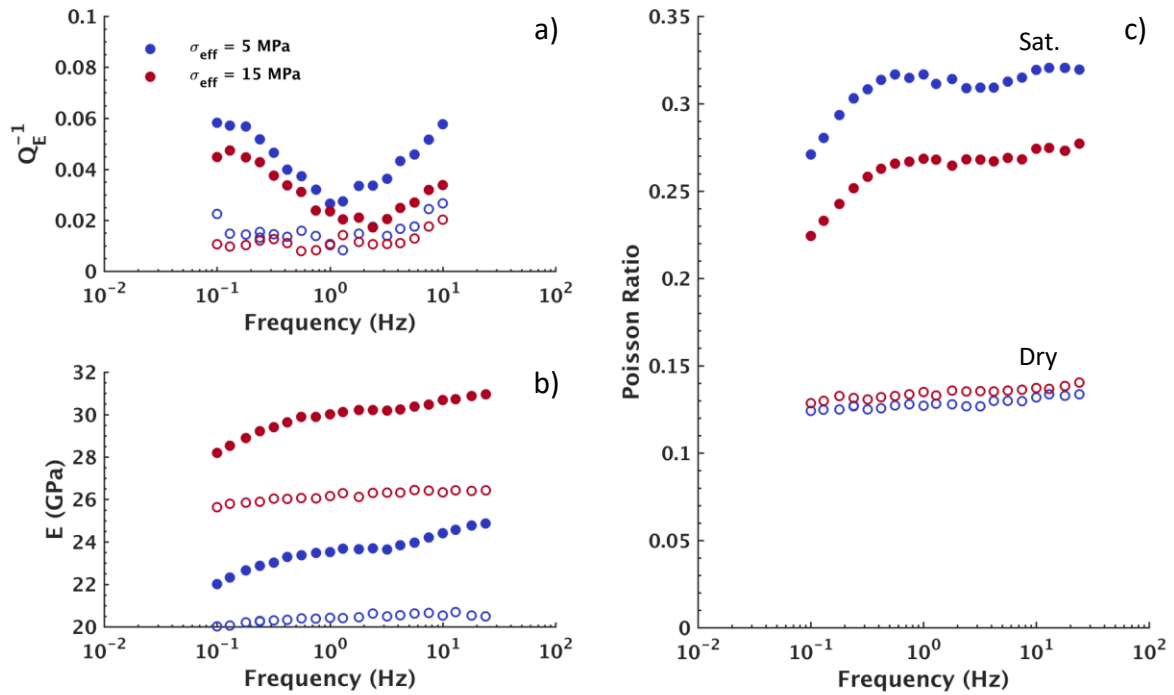 a)
0.1
0.08
0.06
0.04
0.02
0
Q_E^-1
σ_eff = 5 MPa
σ_eff = 15 MPa
10^-2
10^-1
10^0
10^1
10^2
Frequency (Hz)
b)
32
30
28
26
24
22
20
E (GPa)
10^-2
10^-1
10^0
10^1
10^2
Frequency (Hz)
c)
0.35
0.3
0.25
0.2
0.15
0.1
0.05
0
Poisson Ratio
Sat.
Dry
10^-2
10^-1
10^0
10^1
10^2
Frequency (Hz)